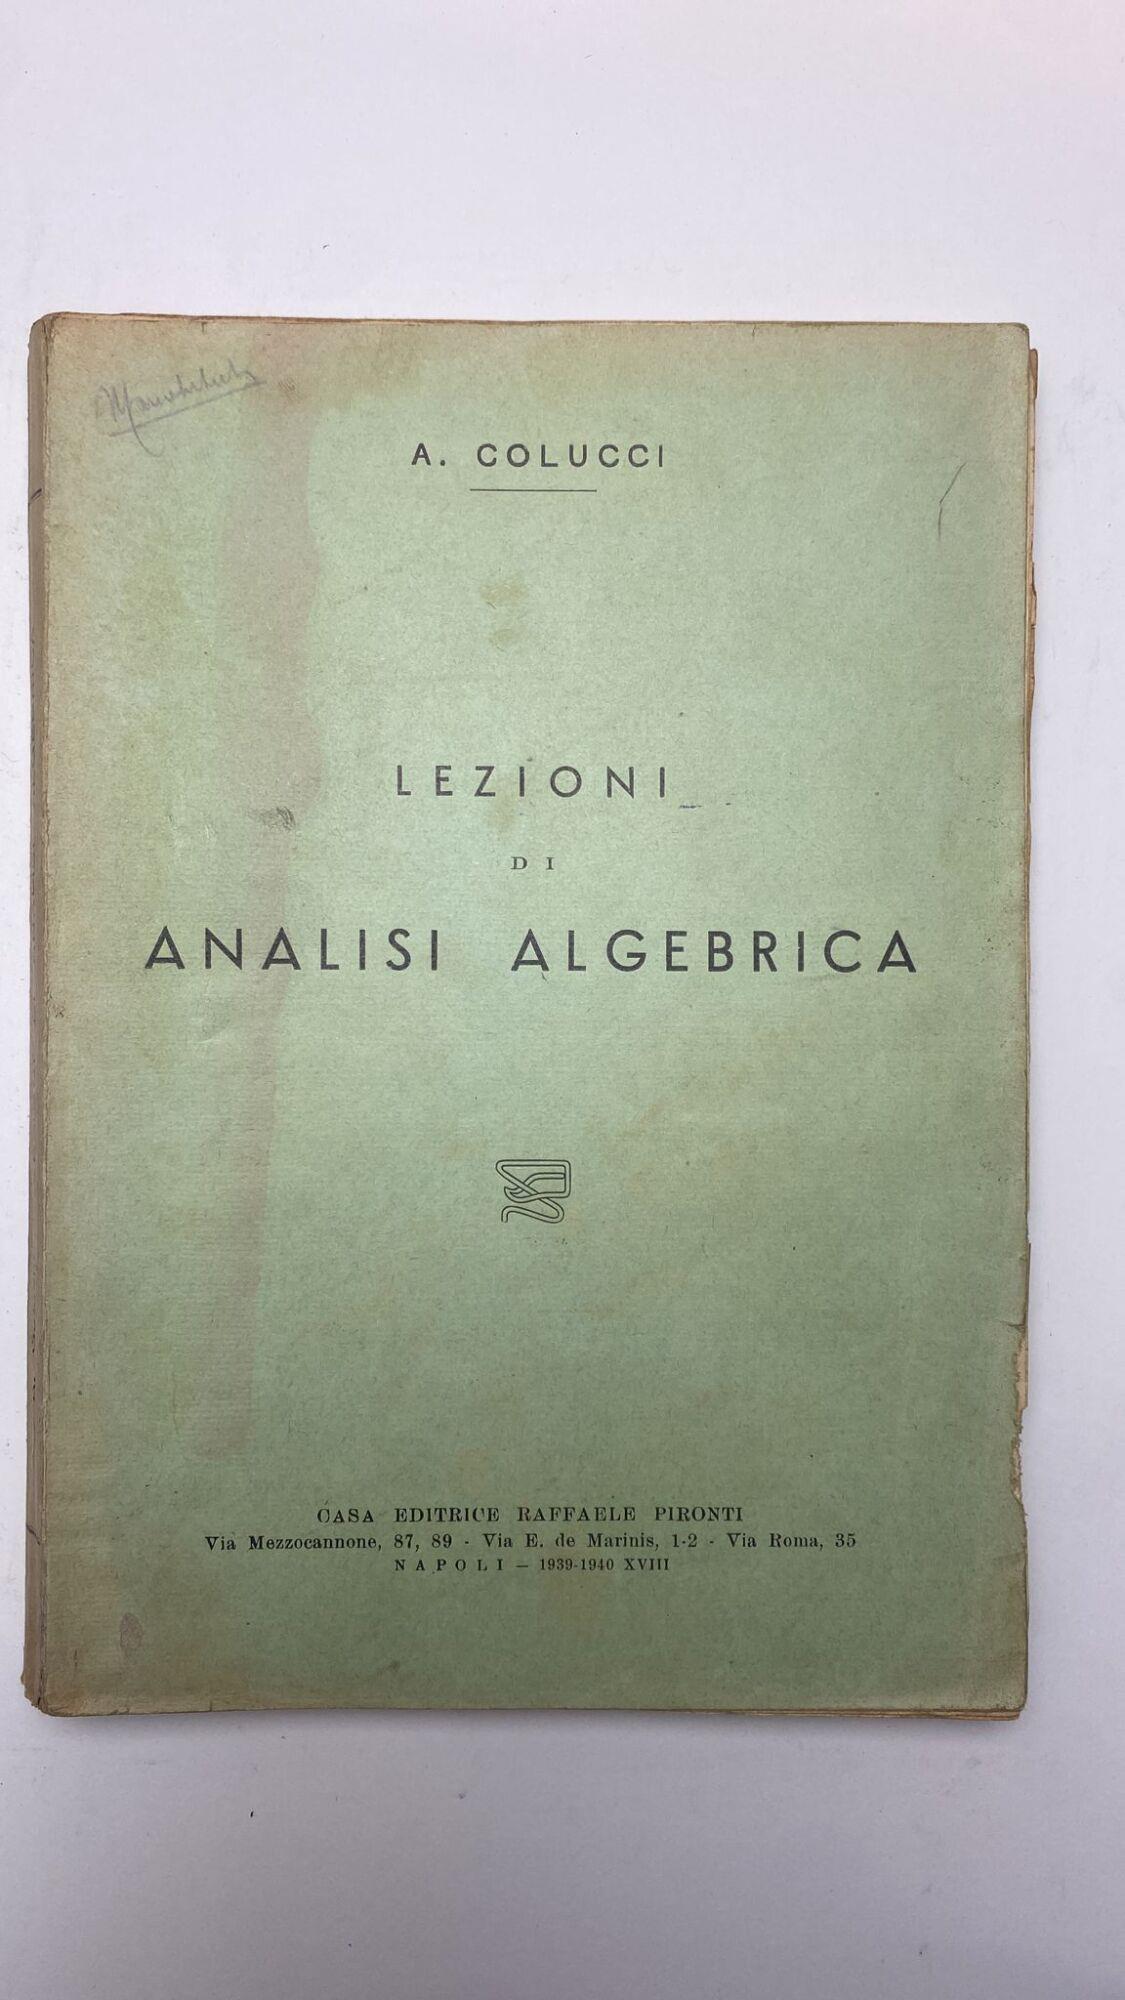 A. COLUCCI
LEZIONI
DI
ANALISI ALGEBRICA
CASA EDITRICE RAFFAELE PIRONTI
Via Mezzocannone, 87, 89 - Via E. de Marinis, 1-2 - Via Roma, 35
NAPOLI — 1939-1940 XVIII